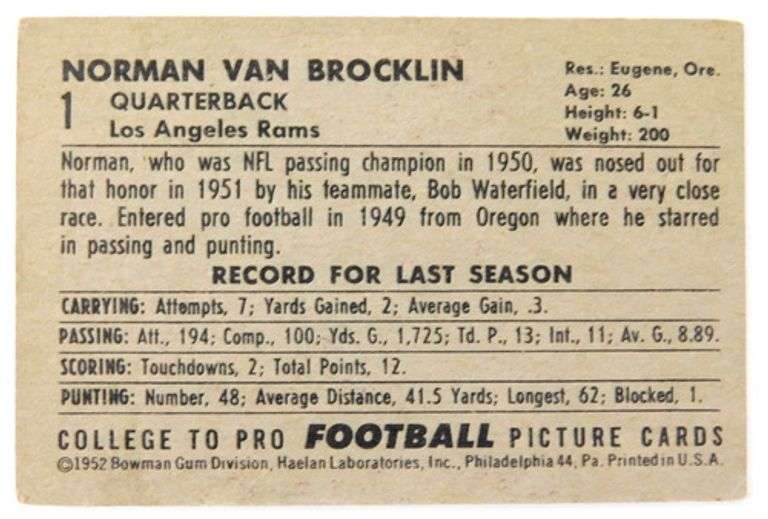 NORMAN VAN BROCKLIN
1
QUARTERBACK
Los Angeles Rams
Res.: Eugene, Ore.
Age: 26
Height: 6-1
Weight: 200
Norman, who was NFL passing champion in 1950, was nosed out for
that honor in 1951 by his teammate, Bob Waterfield, in a very close
race. Entered pro football in 1949 from Oregon where he starred
in passing and punting.
RECORD FOR LAST SEASON
CARRYING: Attempts, 7; Yards Gained, 2; Average Gain, .3.
PASSING: Att., 194; Comp., 100; Yds. G., 1,725; Td. P., 13; Int., 11; Av. G., 8.89.
SCORING: Touchdowns, 2; Total Points, 12.
PUNTING: Number, 48; Average Distance, 41.5 Yards; Longest, 62; Blocked, 1.
COLLEGE TO PRO FOOTBALL PICTURE CARDS
©1952 Bowman Gum Division, Haelan Laboratories, Inc., Philadelphia 44, Pa. Printed in U.S.A.